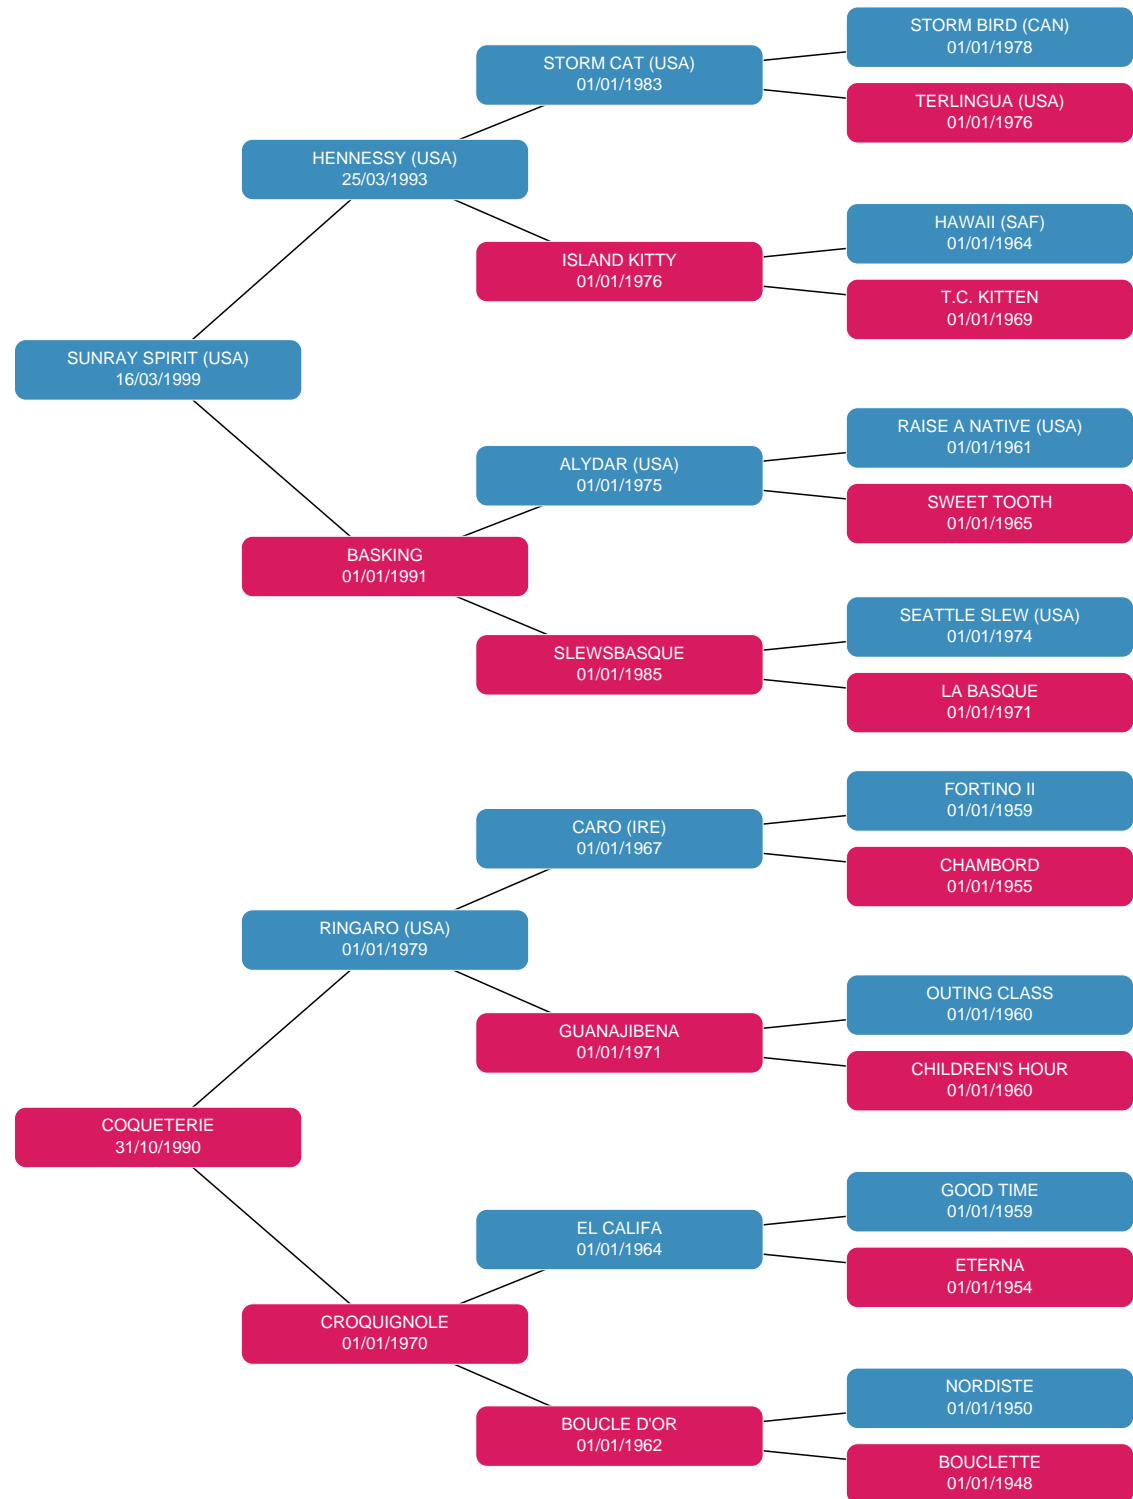 STORM BIRD (CAN)
01/01/1978
STORM CAT (USA)
01/01/1983
TERLINGUA (USA)
01/01/1976
HENNESSY (USA)
25/03/1993
HAWAII (SAF)
01/01/1964
ISLAND KITTY
01/01/1976
T.C. KITTEN
01/01/1969
SUNRAY SPIRIT (USA)
16/03/1999
RAISE A NATIVE (USA)
01/01/1961
ALYDAR (USA)
01/01/1975
SWEET TOOTH
01/01/1965
BASKING
01/01/1991
SEATTLE SLEW (USA)
01/01/1974
SLEWSBASQUE
01/01/1985
LA BASQUE
01/01/1971
FORTINO II
01/01/1959
CARO (IRE)
01/01/1967
CHAMBORD
01/01/1955
RINGARO (USA)
01/01/1979
OUTING CLASS
01/01/1960
GUANAJIBENA
01/01/1971
CHILDREN'S HOUR
01/01/1960
COQUETERIE
31/10/1990
GOOD TIME
01/01/1959
EL CALIFA
01/01/1964
ETERNA
01/01/1954
CROQUIGNOLE
01/01/1970
NORDISTE
01/01/1950
BOUCLE D'OR
01/01/1962
BOUCLETTE
01/01/1948